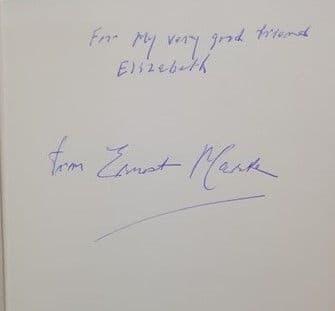 For My very good friend
Elizabeth
from Ernest